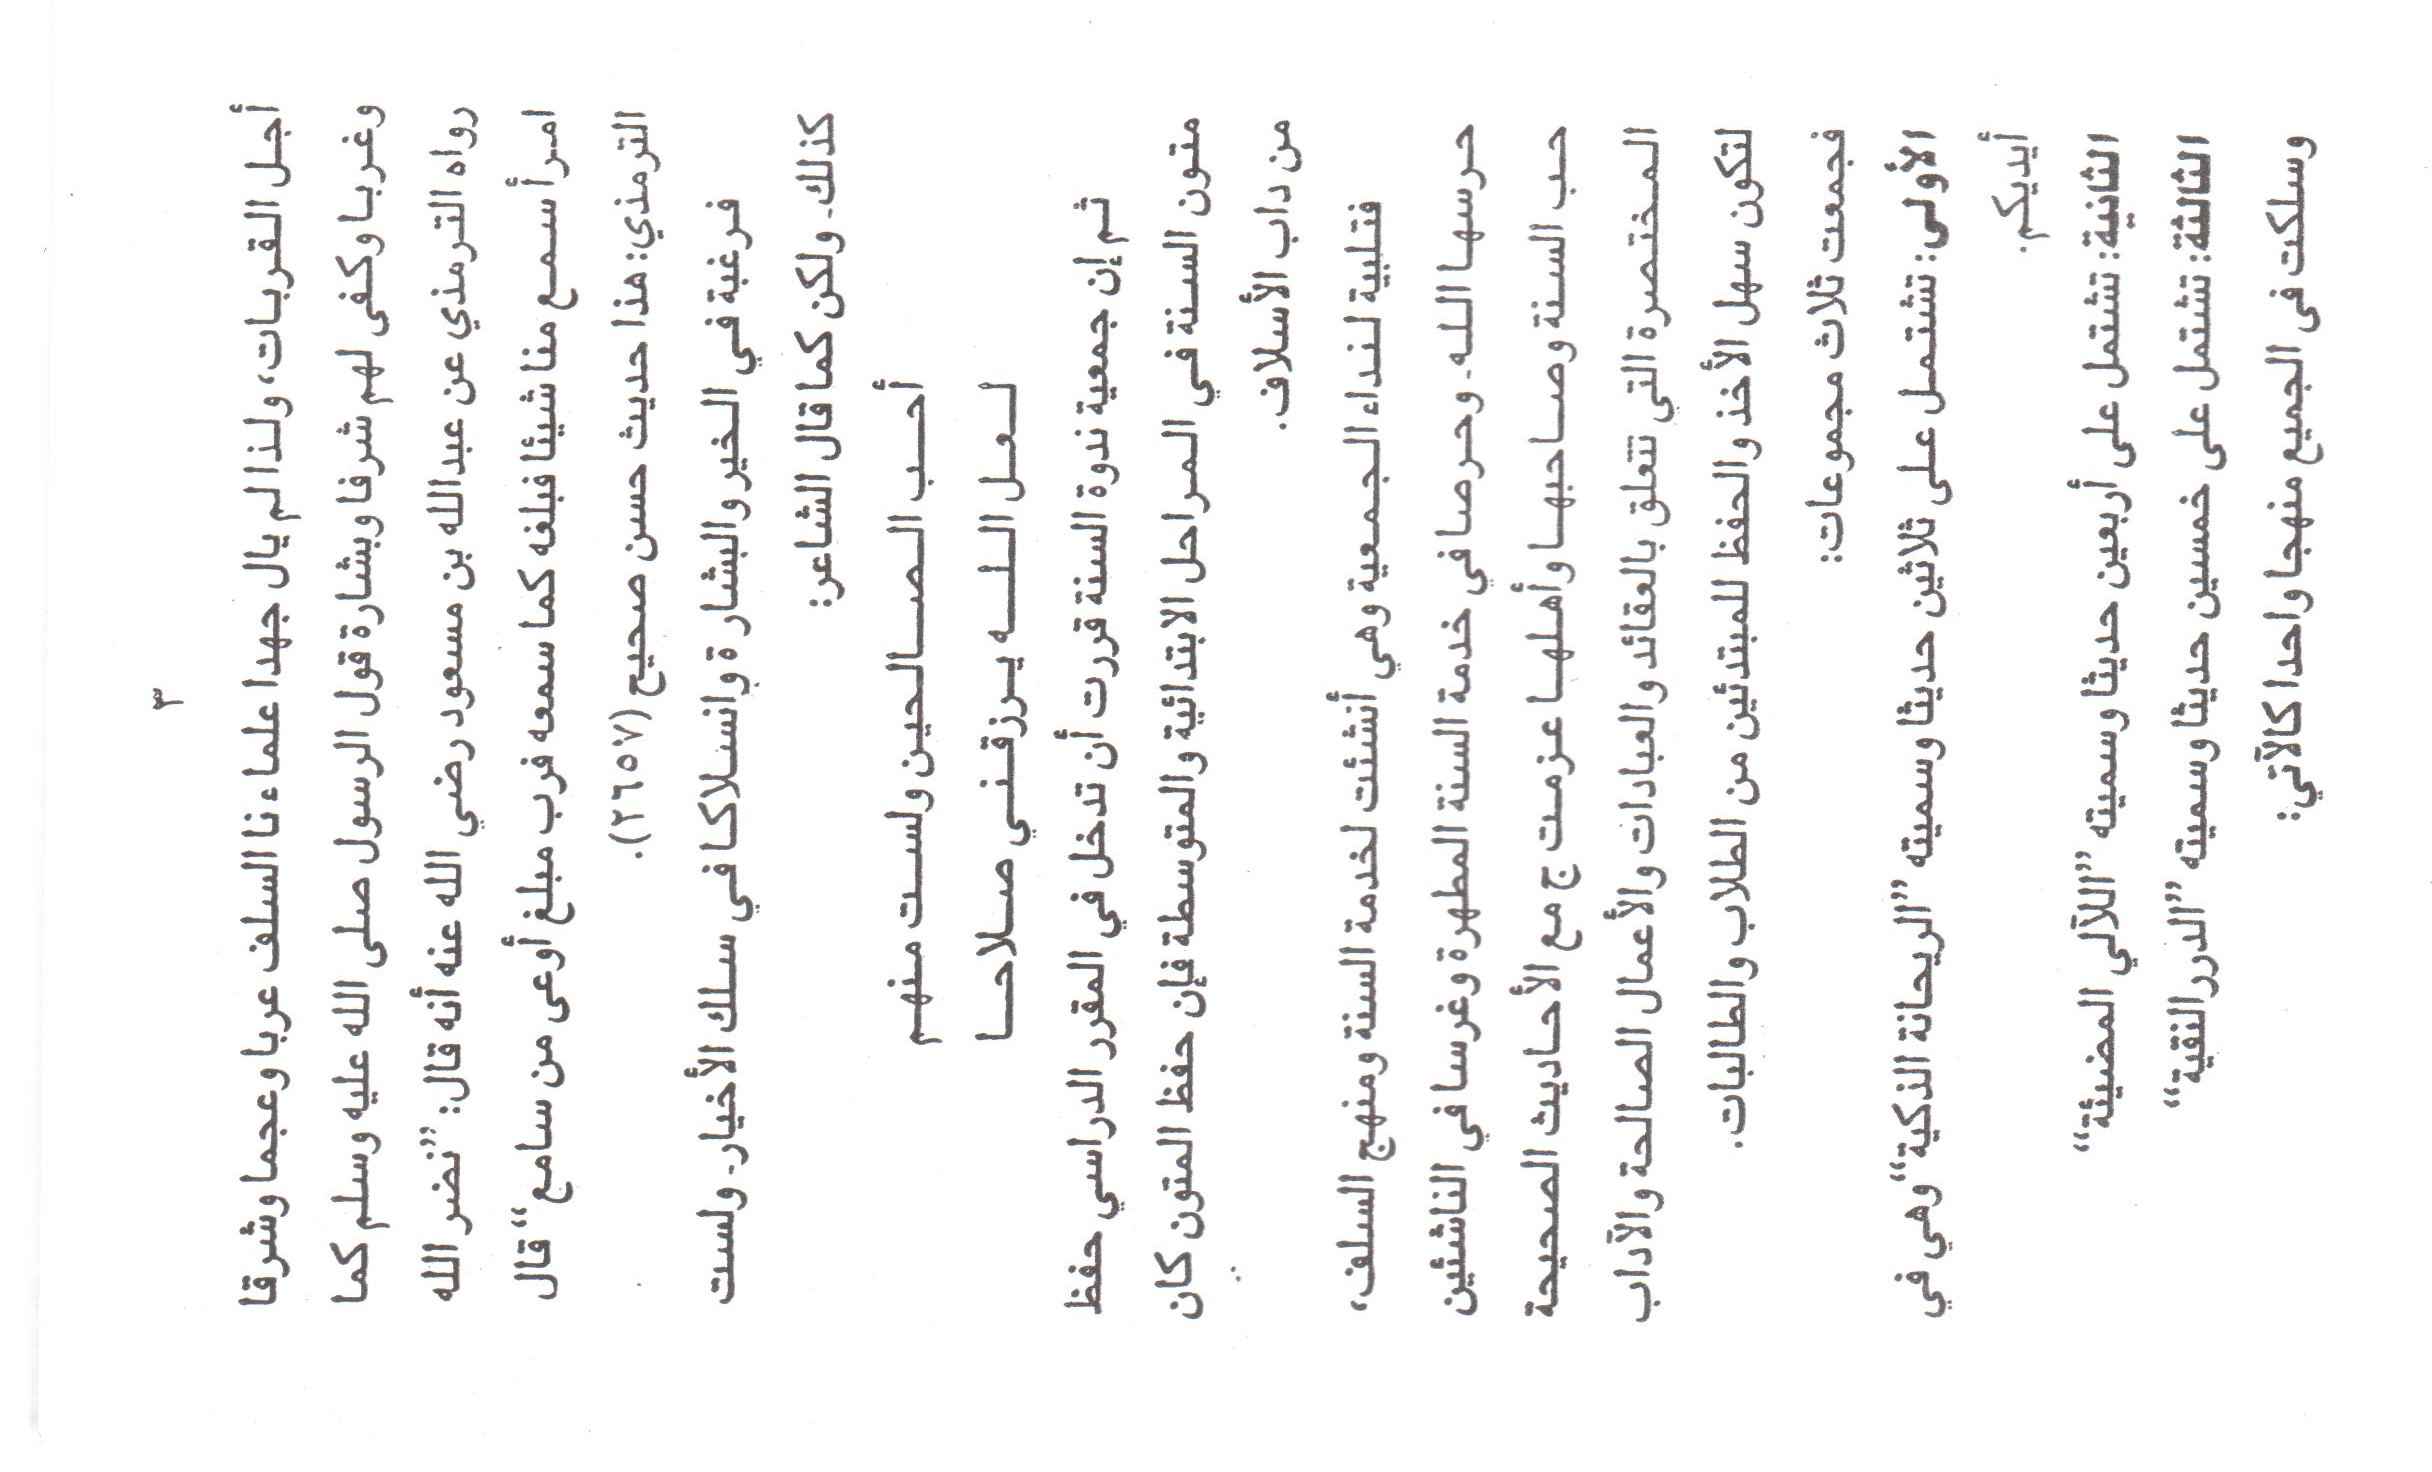 ٣
أجل القربات، ولذا لم يال جهدا علماء نا السلف عربا وعجما وشرقا
وغربا وكفى لهم شرفا وبشارة قول الرسول صلى الله عليه وسلم كما
رواه الترمذي عن عبدالله بن مسعود رضي الله عنه أنه قال: ”نضر الله
امرأ سمع منا شيئا فبلغه كما سمعه فرب مبلغ أوعى من سامع“ قال
الترمذي: هذا حديث حسن صحيح (٢٦٥٧).
فرغبة في الخير والبشارة وانسلاكا في سلك الأخيار۔ ولست
كذلك۔ ولكن كما قال الشاعر:
أحب الصالحين ولست منهم
لعل الله يرزقني صلاحا
ثم إن جمعية ندوة السنة قررت أن تدخل في المقرر الدراسي حفظ
متون السنة في المراحل الابتدائية والمتوسطة فإن حفظ المتون كان
من داب الأسلاف.
فتلبية لنداء الجمعية وهي أنشئت لخدمة السنة ومنهج السلف،
حرسها الله۔ وحرصا في خدمة السنة المطهرة وغرسا في الناشئين
حب السنة وصاحبها وأهلها عزمت ج مع الأحاديث الصحيحة
المختصرة التي تتعلق بالعقائد والعبادات والأعمال الصالحة والآداب
لتكون سهل الأخذ والحفظ للمبتدئين من الطلاب والطالبات.
فجمعت ثلاث مجموعات:
الأولى: تشتمل على ثلاثين حديثا وسميته ”الريحانة الذكية“ وهي في
أيديكم.
الثانية: تشتمل على أربعين حديثا وسميته ”اللآلي المضيئة“
الثالثة: تشتمل على خمسين حديثا وسميته ”الدرر النقية“
وسلكت فى الجميع منهجا واحدا كالآتي: